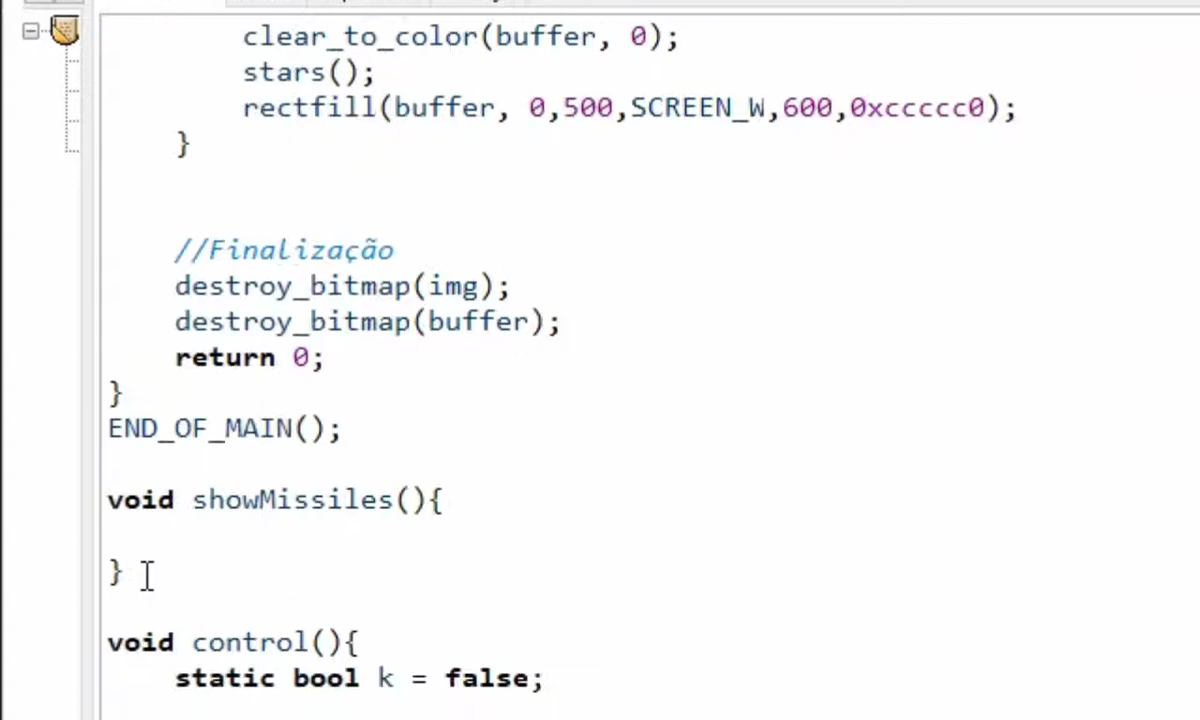 clear_to_color(buffer, 0);
stars();
rectfill(buffer, 0,500,SCREEN_W,600,0xccccc0);
}
//Finalização
destroy_bitmap(img);
destroy_bitmap(buffer);
return 0;
}
END_OF_MAIN();
void showMissiles(){
}
void control(){
static bool k = false;